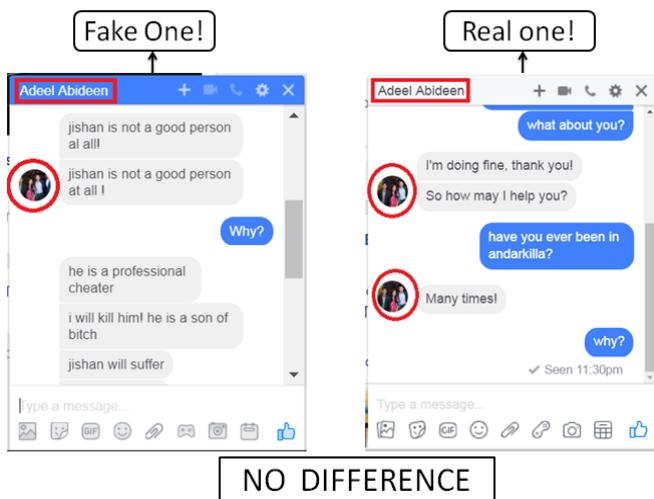 Fake One!
Real one!
Adeel Abideen
jishan is not a good person
al all!
jishan is not a good person
at all !
Why?
he is a professional
cheater
i will kill him! he is a son of
bitch
jishan will suffer
Type a message...
GIF
Adeel Abideen
what about you?
I'm doing fine, thank you!
So how may I help you?
have you ever been in
andarkilla?
Many times!
why?
✓ Seen 11:30pm
Type a message...
GIF
NO DIFFERENCE